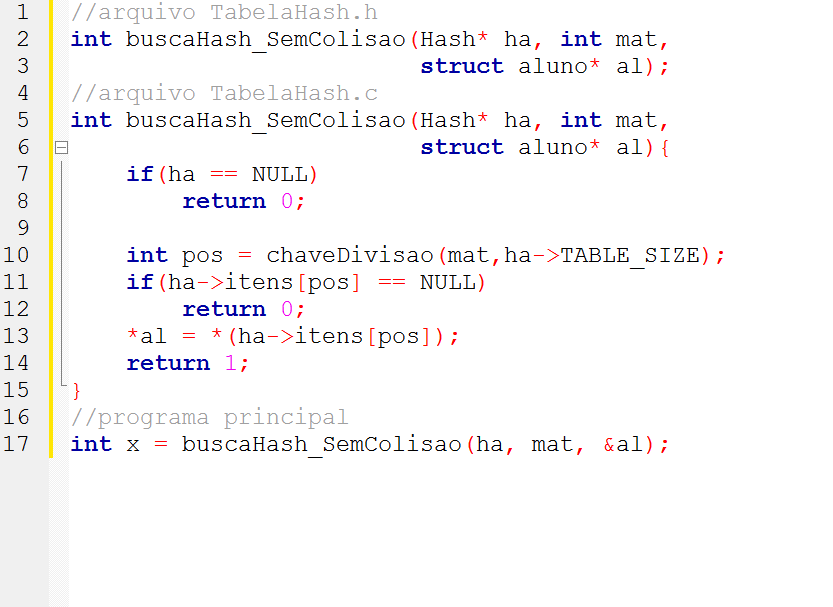 1 //arquivo TabelaHash.h
2 int buscaHash_SemColisao(Hash* ha, int mat,
3 struct aluno* al);
4 //arquivo TabelaHash.c
5 int buscaHash_SemColisao(Hash* ha, int mat,
6 struct aluno* al){
7 if(ha == NULL)
8 return 0;
9
10 int pos = chaveDivisao(mat,ha->TABLE_SIZE);
11 if(ha->itens[pos] == NULL)
12 return 0;
13 *al = *(ha->itens[pos]);
14 return 1;
15 }
16 //programa principal
17 int x = buscaHash_SemColisao(ha, mat, &al);